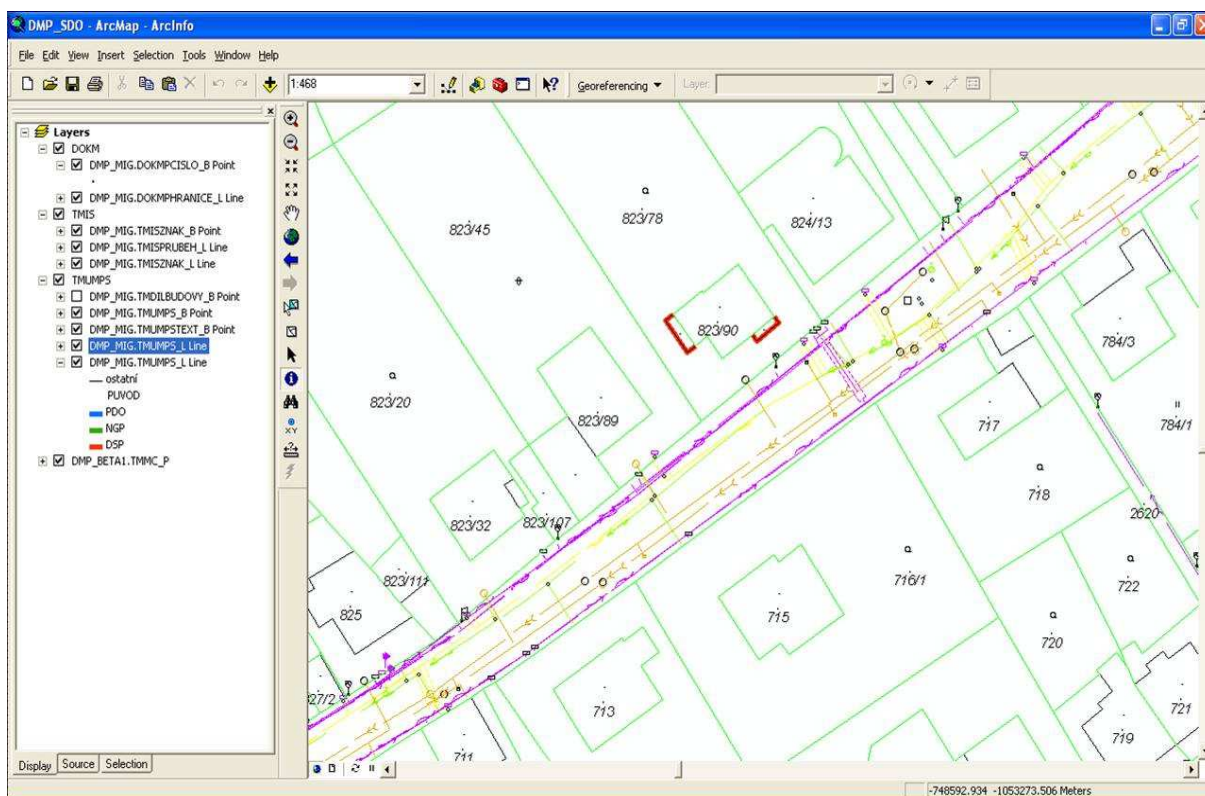 DMP_SDO - ArcMap - ArcInfo
File Edit View Insert Selection Tools Window Help
1:468
Georeferencing
Layer:
Layers
DOKM
DMP_MIG.DOKMPCISLO_B Point
DMP_MIG.DOKMPHRANICE_L Line
TMIS
DMP_MIG.TMISZNAK_B Point
DMP_MIG.TMISPRUBEH_L Line
DMP_MIG.TMISZNAK_L Line
TMUMPS
DMP_MIG.TMDILBUDOVY_B Point
DMP_MIG.TMUMPS_B Point
DMP_MIG.TMUMPSTEXT_B Point
DMP_MIG.TMUMPS_L Line
DMP_MIG.TMUMPS_L Line
ostatní
PUVOD
PDO
NGP
DSP
DMP_BETA1.TMMC_P
823/45
823/78
824/13
823/90
784/3
823/20
823/89
717
784/1
718
823/32
823/107
2620
823/111
716/1
722
825
715
720
27/2
713
721
711
719
Display Source Selection
-748592.934 -1053273.506 Meters